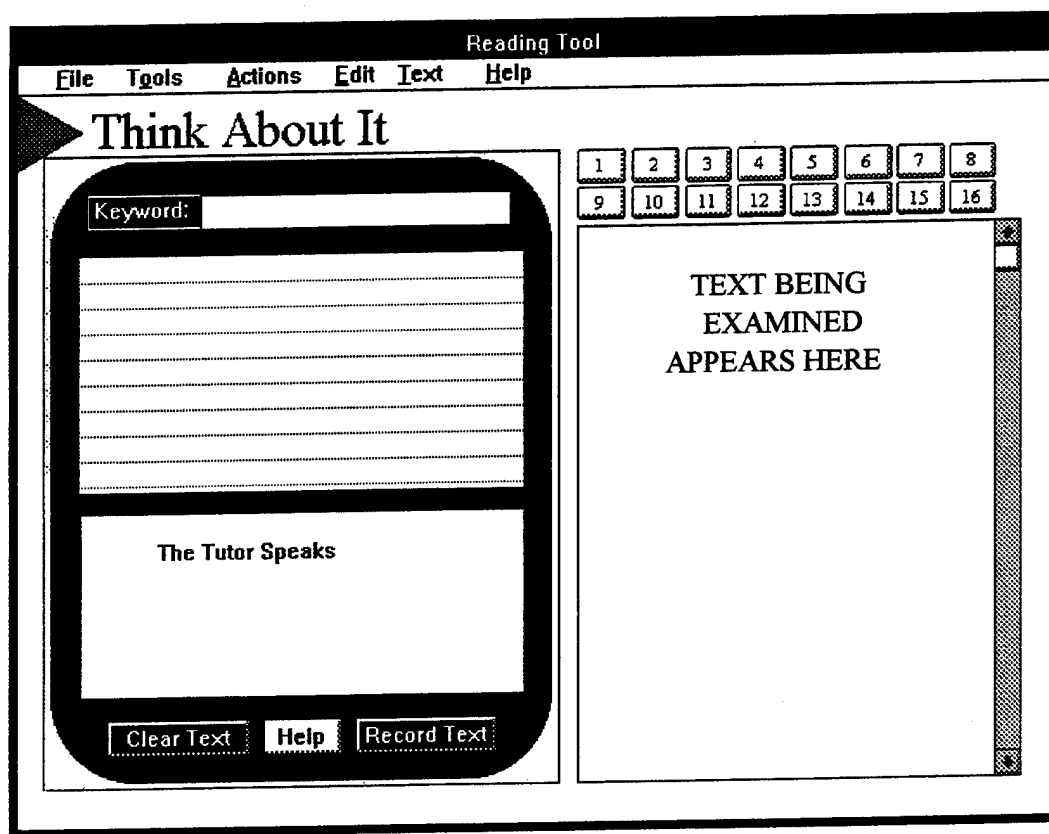 Reading Tool
File Tools Actions Edit Text Help
Think About It
Keyword:
The Tutor Speaks
Clear Text Help Record Text
1 2 3 4 5 6 7 8
9 10 11 12 13 14 15 16
TEXT BEING
EXAMINED
APPEARS HERE